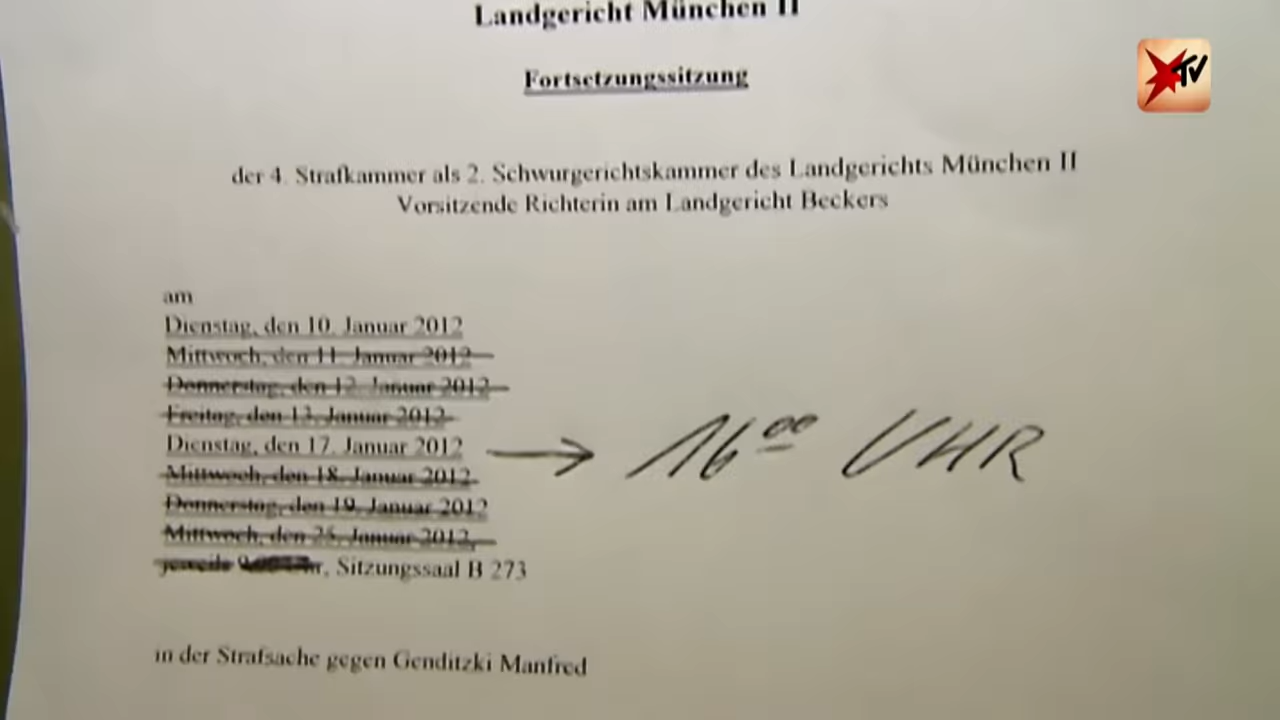 Landgericht München II
TV
Fortsetzungssitzung
der 4. Strafkammer als 2. Schwurgerichtskammer des Landgerichts München II
Vorsitzende Richterin am Landgericht Beckers
am
Dienstag, den 10. Januar 2012
Mittwoch, den 11. Januar 2012
Donnerstag, den 12. Januar 2012
Freitag, den 13. Januar 2012
Dienstag, den 17. Januar 2012 → 16ºº UHR
Mittwoch, den 18. Januar 2012
Donnerstag, den 19. Januar 2012
Mittwoch, den 25. Januar 2012,
jeweils Uhr, Sitzungssaal B 273
in der Strafsache gegen Genditzki Manfred